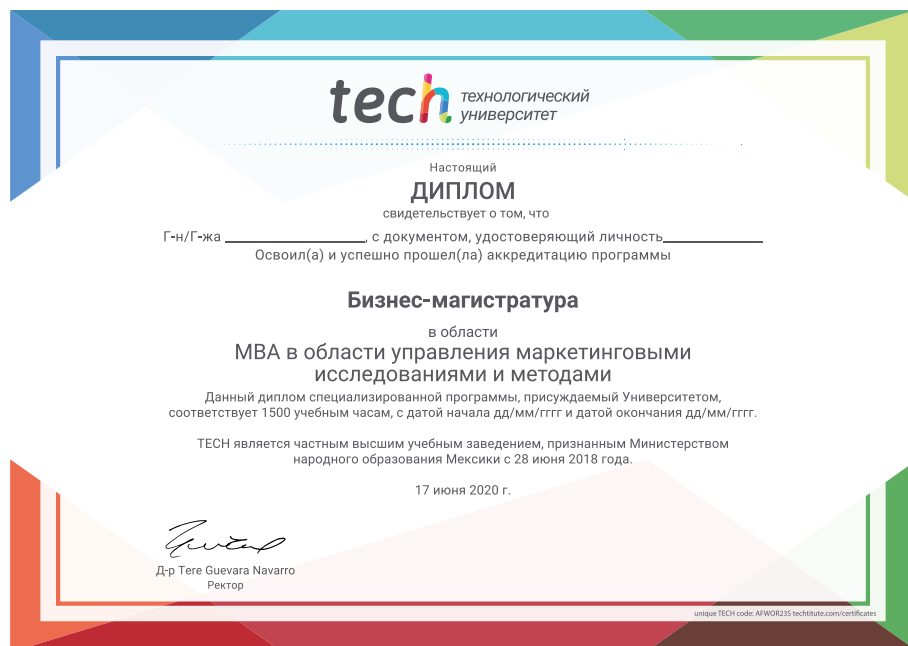 tech технологический
университет
Настоящий
ДИПЛОМ
свидетельствует о том, что
Г-н/Г-жа ____________________, с документом, удостоверяющий личность______________
Освоил(а) и успешно прошел(ла) аккредитацию программы
Бизнес-магистратура
в области
MBA в области управления маркетинговыми
исследованиями и методами
Данный диплом специализированной программы, присуждаемый Университетом,
соответствует 1500 учебным часам, с датой начала дд/мм/гггг и датой окончания дд/мм/гггг.
TECH является частным высшим учебным заведением, признанным Министерством
народного образования Мексики с 28 июня 2018 года.
17 июня 2020 г.
Д-р Tere Guevara Navarro
Ректор
unique TECH code: AFWOR23S techtitute.com/certificates